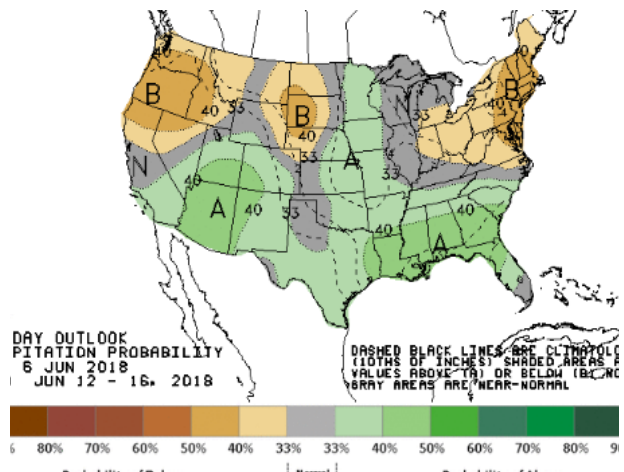 40
40
B
40
33
B
40
33
N
33
40
B
N
33
A
33
40
A
40
33
40
40
A
DAY OUTLOOK
PITATION PROBABILITY
6 JUN 2018
JUN 12 - 16, 2018
DASHED BLACK LINES ARE CLIMATOLO
(10THS OF INCHES) SHADED AREAS
VALUES ABOVE (A) OR BELOW (B)
GRAY AREAS ARE NEAR-NORMAL
% 80% 70% 60% 50% 40% 33% 33% 40% 50% 60% 70% 80% 90
Normal